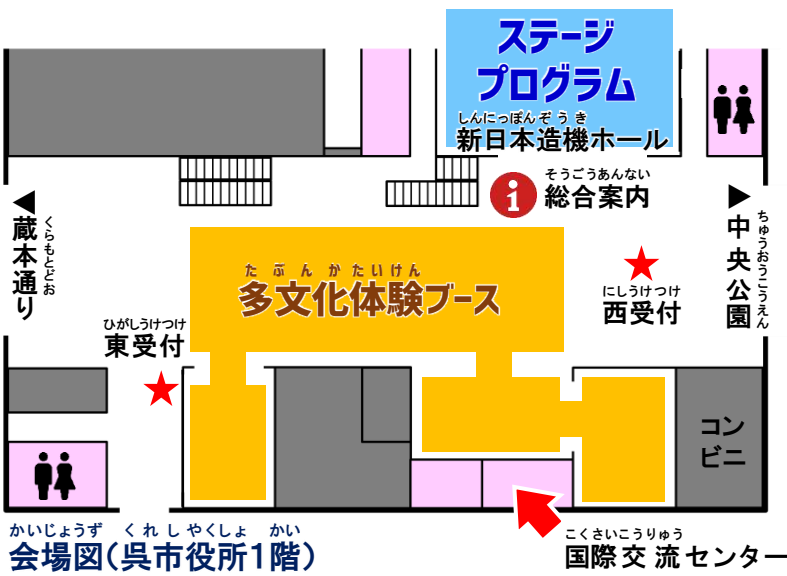 ステージ
プログラム
しんにっぽんぞうき
新日本造機ホール
そうごうあんない
i 総合案内
◀蔵本通り
くらもとどお
▶中央公園
ちゅうおうこうえん
たぶんかたいけん
多文化体験ブース
にしうけつけ
西受付
ひがしうけつけ
東受付
コン
ビニ
かいじょうず くれしやくしょ かい
会場図(呉市役所1階)
こくさいこうりゅう
国際交流センター